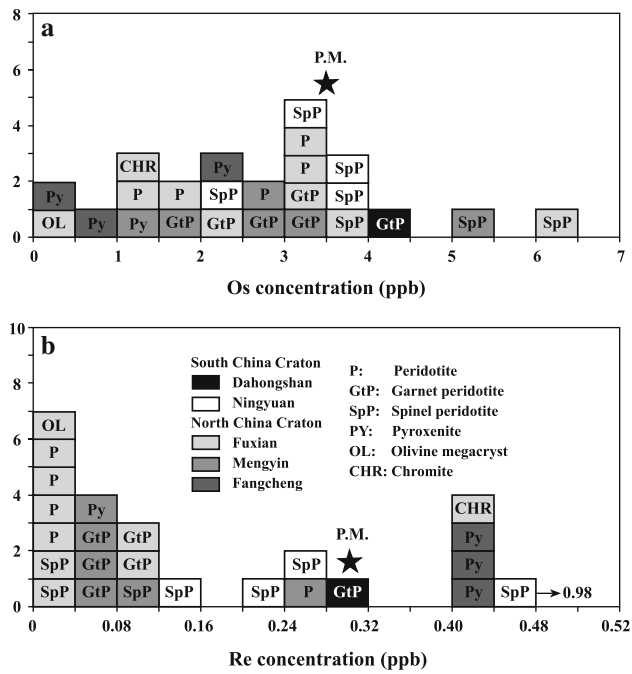 8
a
P.M.
6
SpP
4
CHR
Py
P
SpP
2
Py
P
P
SpP
P
GtP
SpP
OL
Py
Py
GtP
GtP
GtP
GtP
SpP
GtP
SpP
SpP
0
0 1 2 3 4 5 6 7
Os concentration (ppb)
10
b
South China Craton
Dahongshan
Ningyuan
North China Craton
Fuxian
Mengyin
Fangcheng
P: Peridotite
GtP: Garnet peridotite
SpP: Spinel peridotite
PY: Pyroxenite
OL: Olivine megacryst
CHR: Chromite
8
OL
6
P
P
P.M.
4
P
Py
CHR
P
GtP
GtP
Py
2
SpP
GtP
GtP
SpP
Py
SpP
GtP
SpP
SpP
SpP
P
GtP
Py
SpP
0.98
0
0 0.08 0.16 0.24 0.32 0.40 0.48 0.52
Re concentration (ppb)